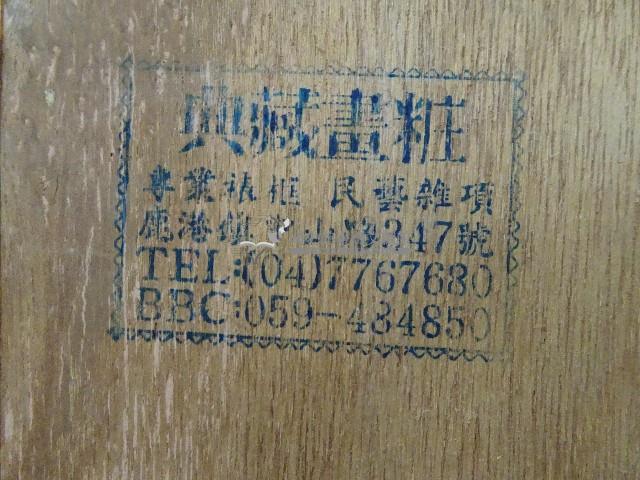 典藏畫粧
專業裱框 民藝雜項
鹿港鎮 山路347號
TEL:(04)7767680
BBC:059-484850